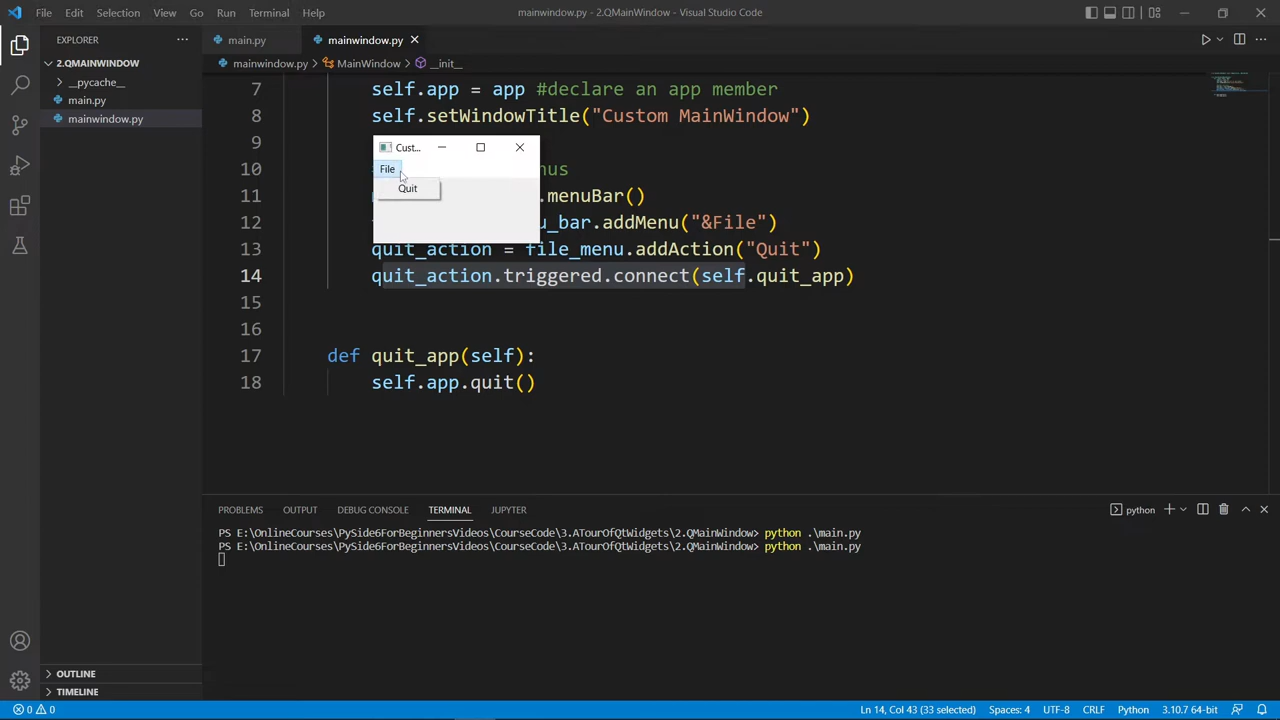 File Edit Selection View Go Run Terminal Help
mainwindow.py - 2.QMainWindow - Visual Studio Code
EXPLORER
main.py
mainwindow.py
2.QMAINWINDOW
mainwindow.py > MainWindow > __init__
__pycache__
main.py
mainwindow.py
7 self.app = app #declare an app member
8 self.setWindowTitle("Custom MainWindow")
9
Cust...
10 nus
File
11 .menuBar()
Quit
12 u_bar.addMenu("&File")
13 quit_action = file_menu.addAction("Quit")
14 quit_action.triggered.connect(self.quit_app)
15
16
17 def quit_app(self):
18 self.app.quit()
PROBLEMS OUTPUT DEBUG CONSOLE TERMINAL JUPYTER
python
PS E:\OnlineCourses\PySide6ForBeginnersVideos\CourseCode\3.ATourOfQtWidgets\2.QMainWindow> python .\main.py
PS E:\OnlineCourses\PySide6ForBeginnersVideos\CourseCode\3.ATourOfQtWidgets\2.QMainWindow> python .\main.py
OUTLINE
TIMELINE
0 0
Ln 14, Col 43 (33 selected) Spaces: 4 UTF-8 CRLF Python 3.10.7 64-bit